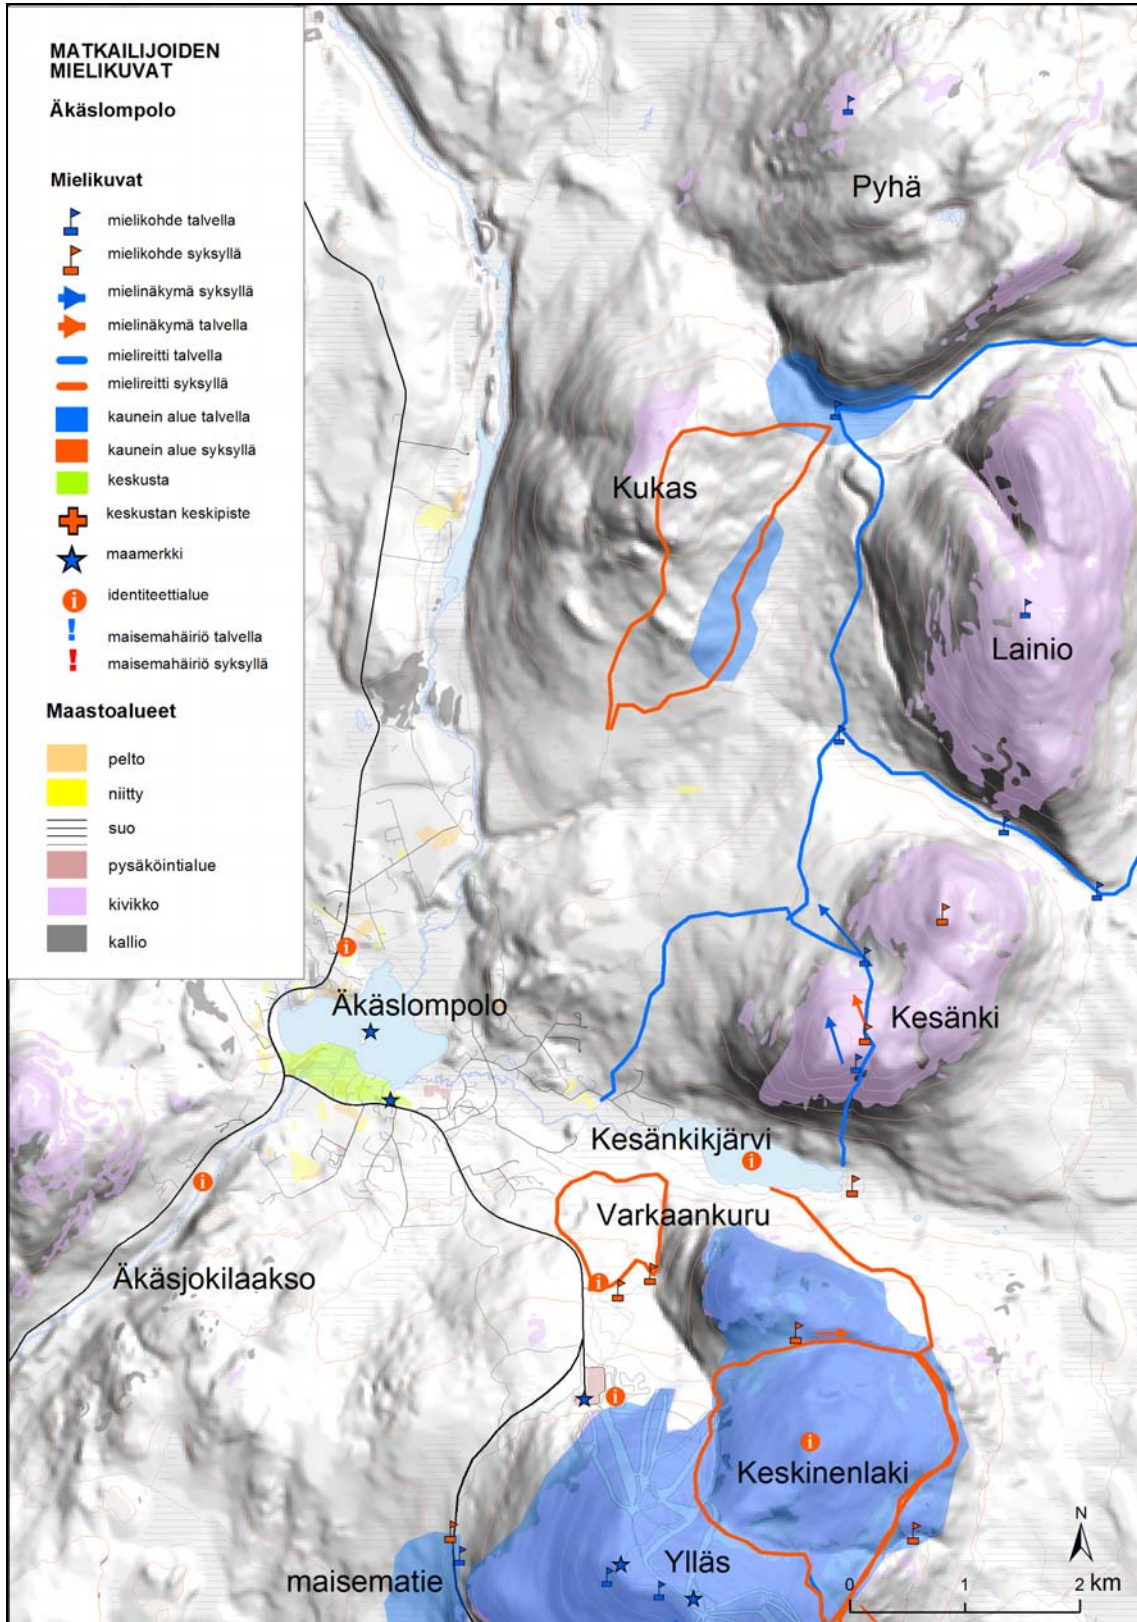 MATKAILIJOIDEN
MIELIKUVAT
Äkäslompolo
Mielikuvat
mielikohde talvella
mielikohde syksyllä
mielinäkymä syksyllä
mielinäkymä talvella
mielireitti talvella
mielireitti syksyllä
kaunein alue talvella
kaunein alue syksyllä
keskusta
keskustan keskipiste
maamerkki
i identiteettialue
! maisemahäiriö talvella
! maisemahäiriö syksyllä
Maastoalueet
pelto
niitty
suo
pysäköintialue
kivikko
kallio
Pyhä
Kukas
Lainio
i
Äkäslompolo
Kesänki
Kesänkikjärvi
i
i
Varkaankuru
Äkäsjokilaakso
i
i
i
Keskinenlaki
Ylläs
maisematie
N
0 1 2 km